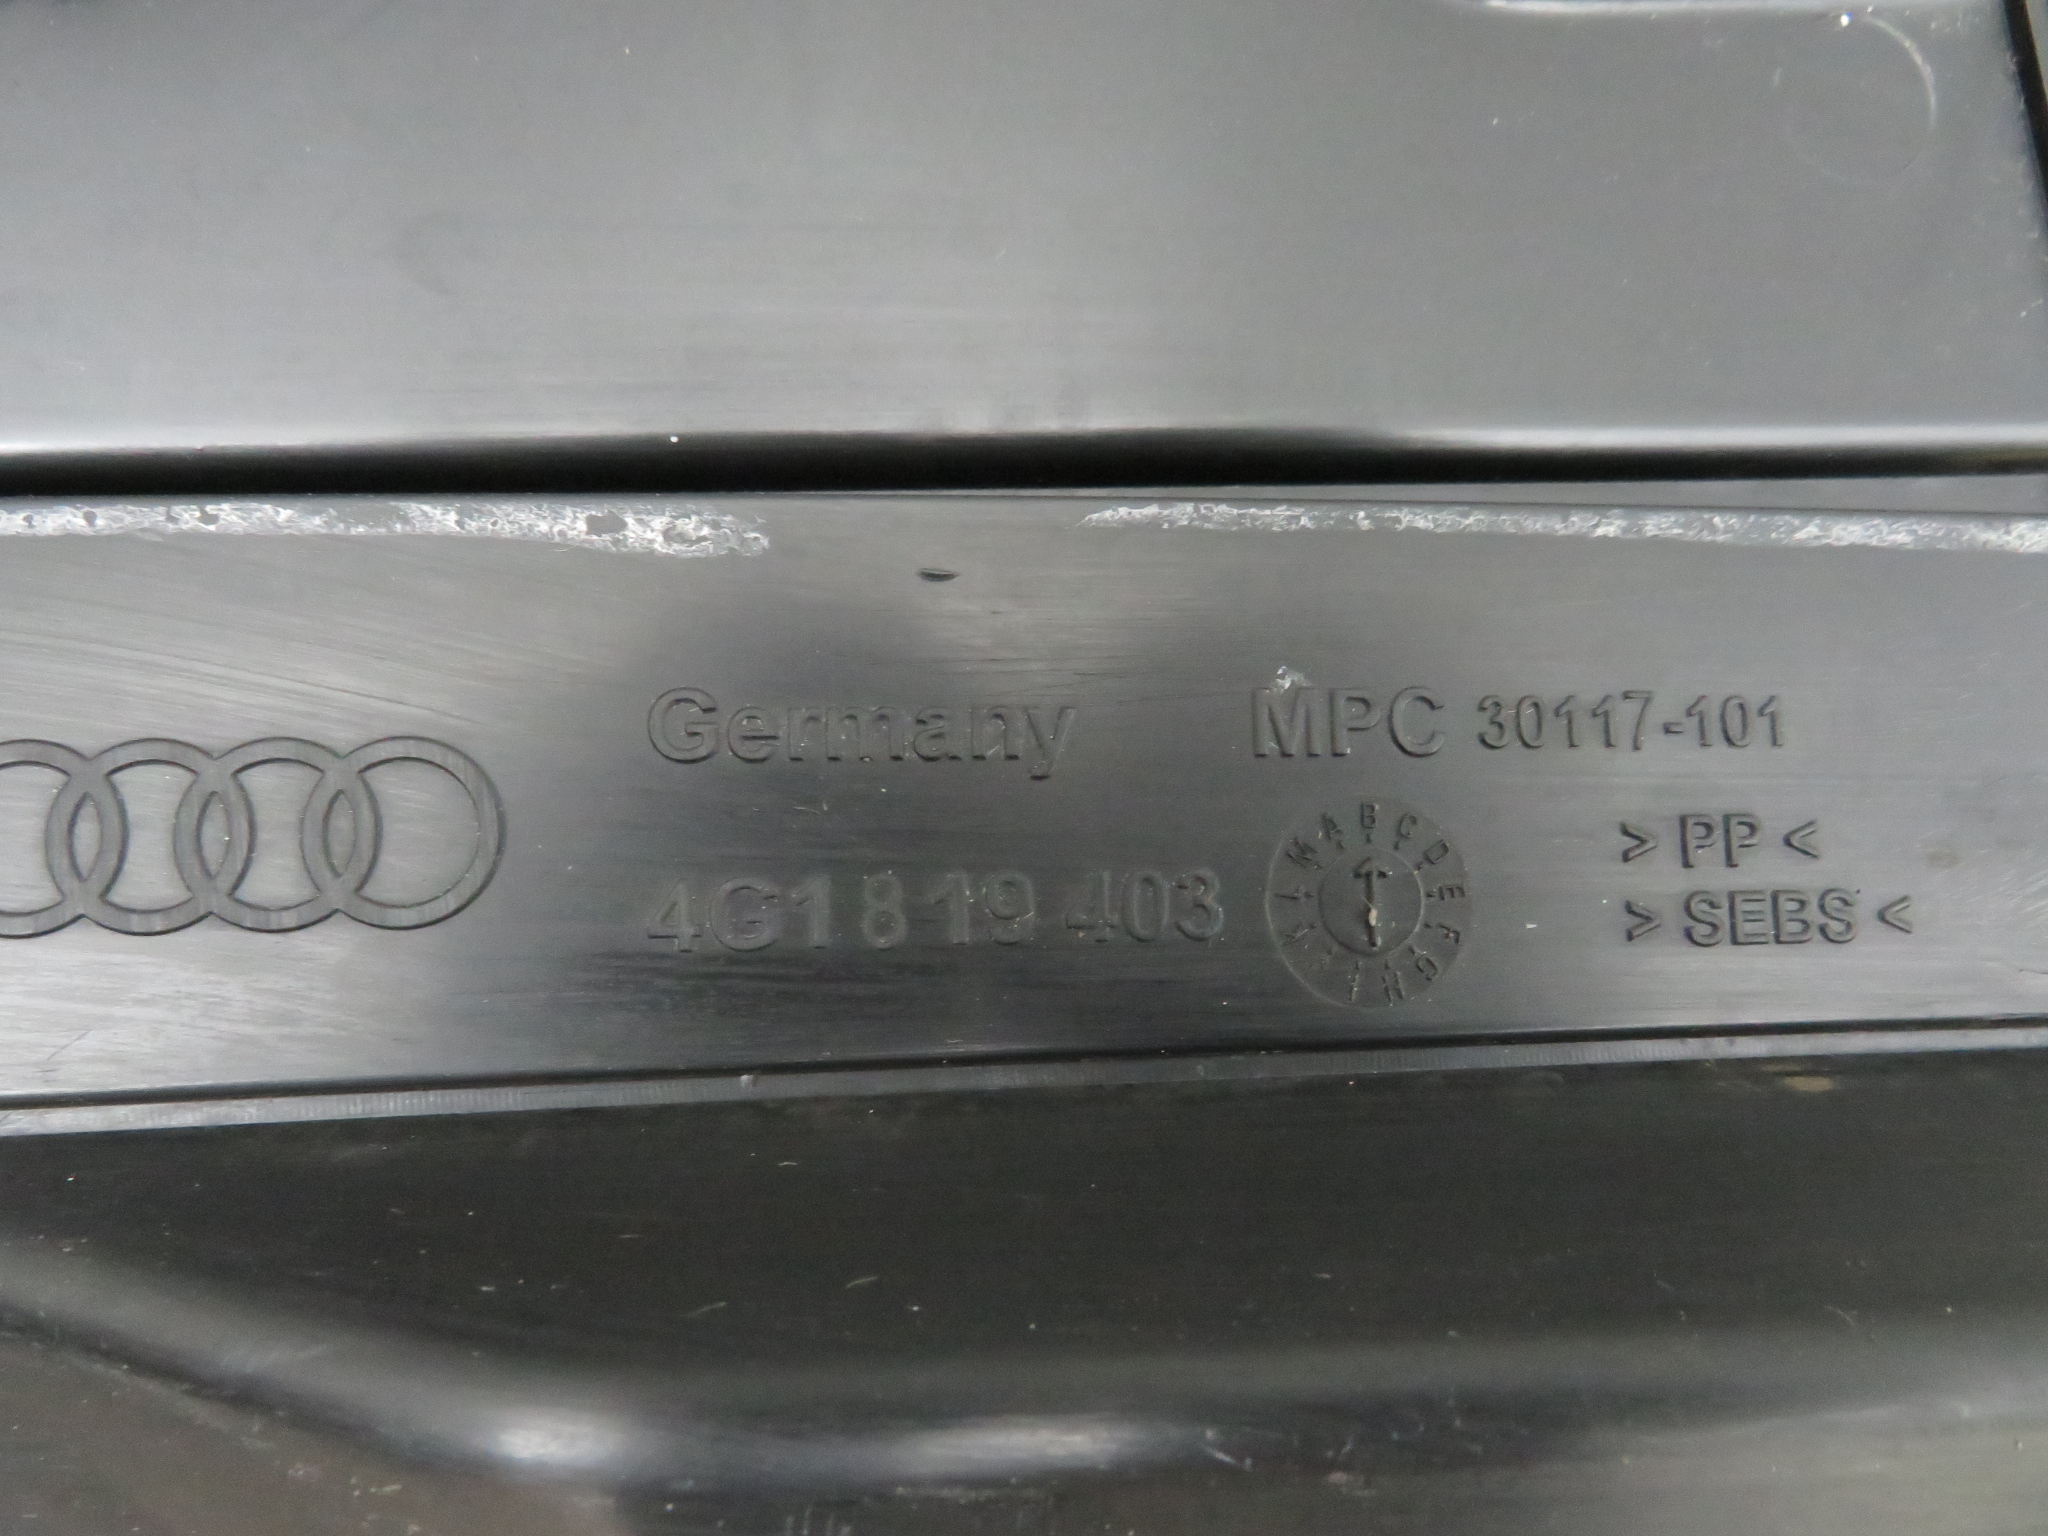 Germany MPC 30117-101
4G1 819 403
>PP<
>SEBS<
A B C D E F G H I K L M